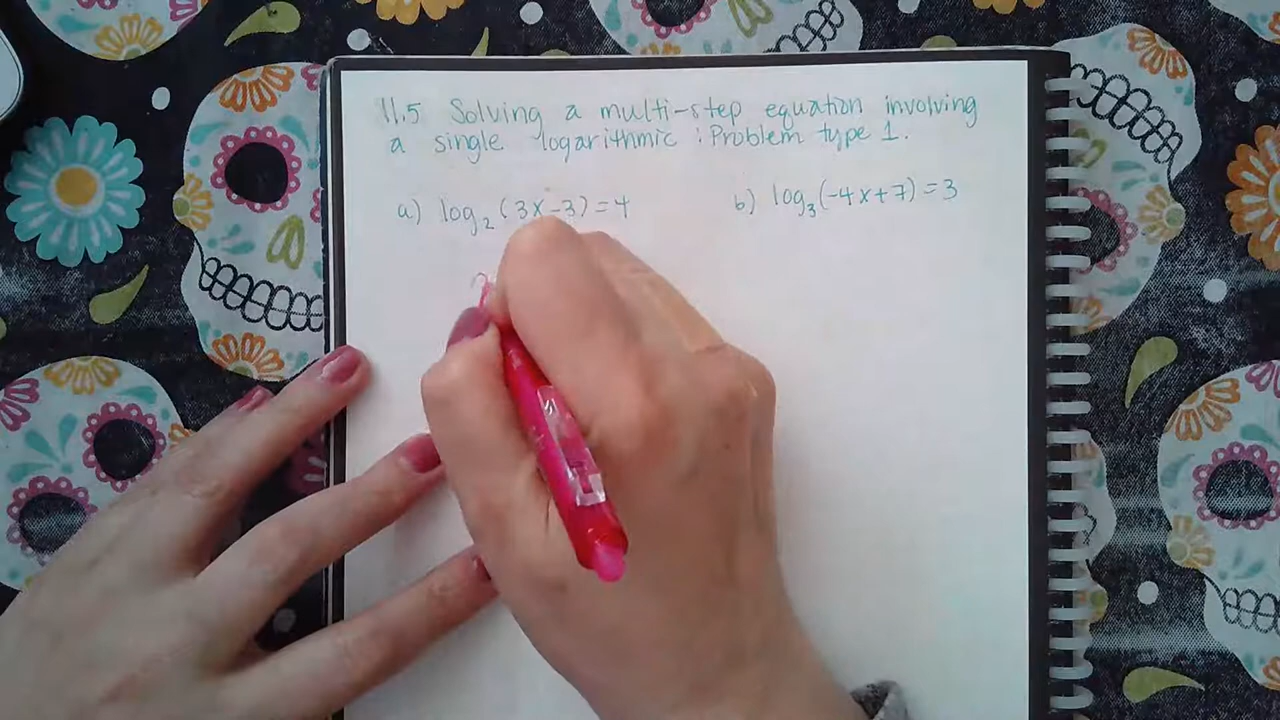 11.5 Solving a multi-step equation involving
a single logarithmic : Problem type 1.
a) log₂(3x-3)=4
b) log₃(-4x+7)=3
2